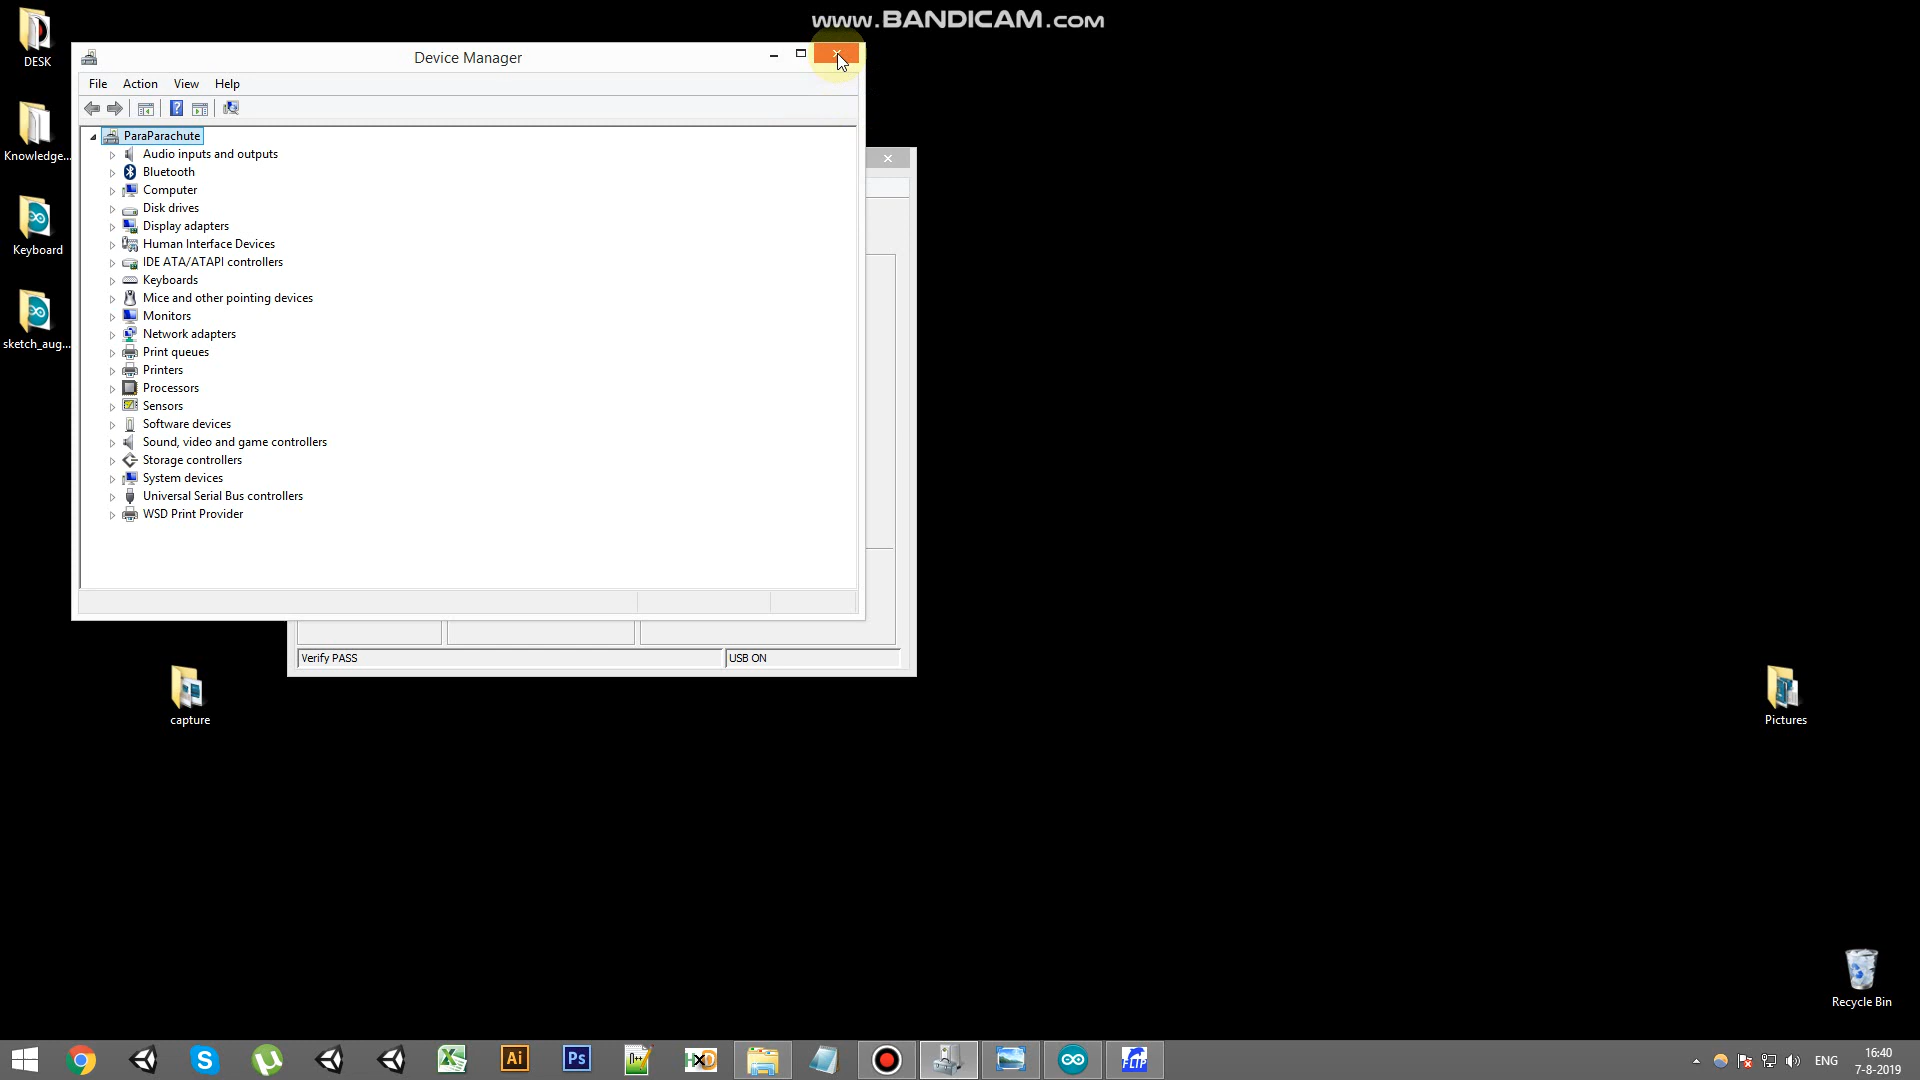 www.BANDICAM.com
DESK
Knowledge...
Keyboard
sketch_aug...
Device Manager
File Action View Help
ParaParachute
Audio inputs and outputs
Bluetooth
Computer
Disk drives
Display adapters
Human Interface Devices
IDE ATA/ATAPI controllers
Keyboards
Mice and other pointing devices
Monitors
Network adapters
Print queues
Printers
Processors
Sensors
Software devices
Sound, video and game controllers
Storage controllers
System devices
Universal Serial Bus controllers
WSD Print Provider
Verify PASS USB ON
capture
Pictures
Recycle Bin
Ai Ps n++ HXD FLIP
ENG
16:40
7-8-2019